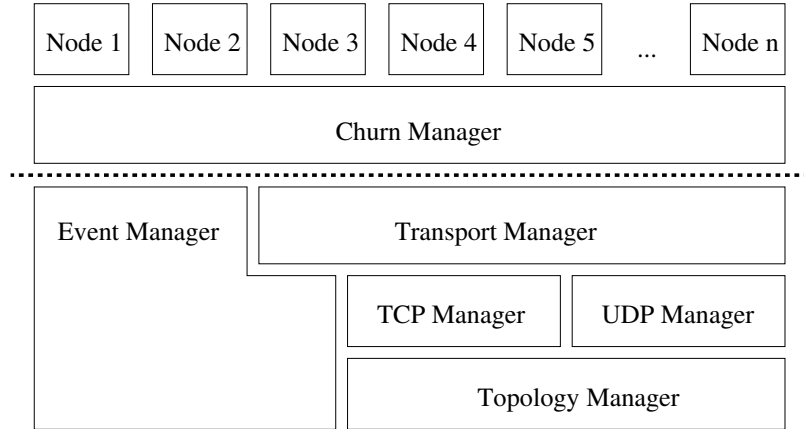 Node 1 Node 2 Node 3 Node 4 Node 5 ... Node n
Churn Manager
Event Manager Transport Manager
TCP Manager UDP Manager
Topology Manager